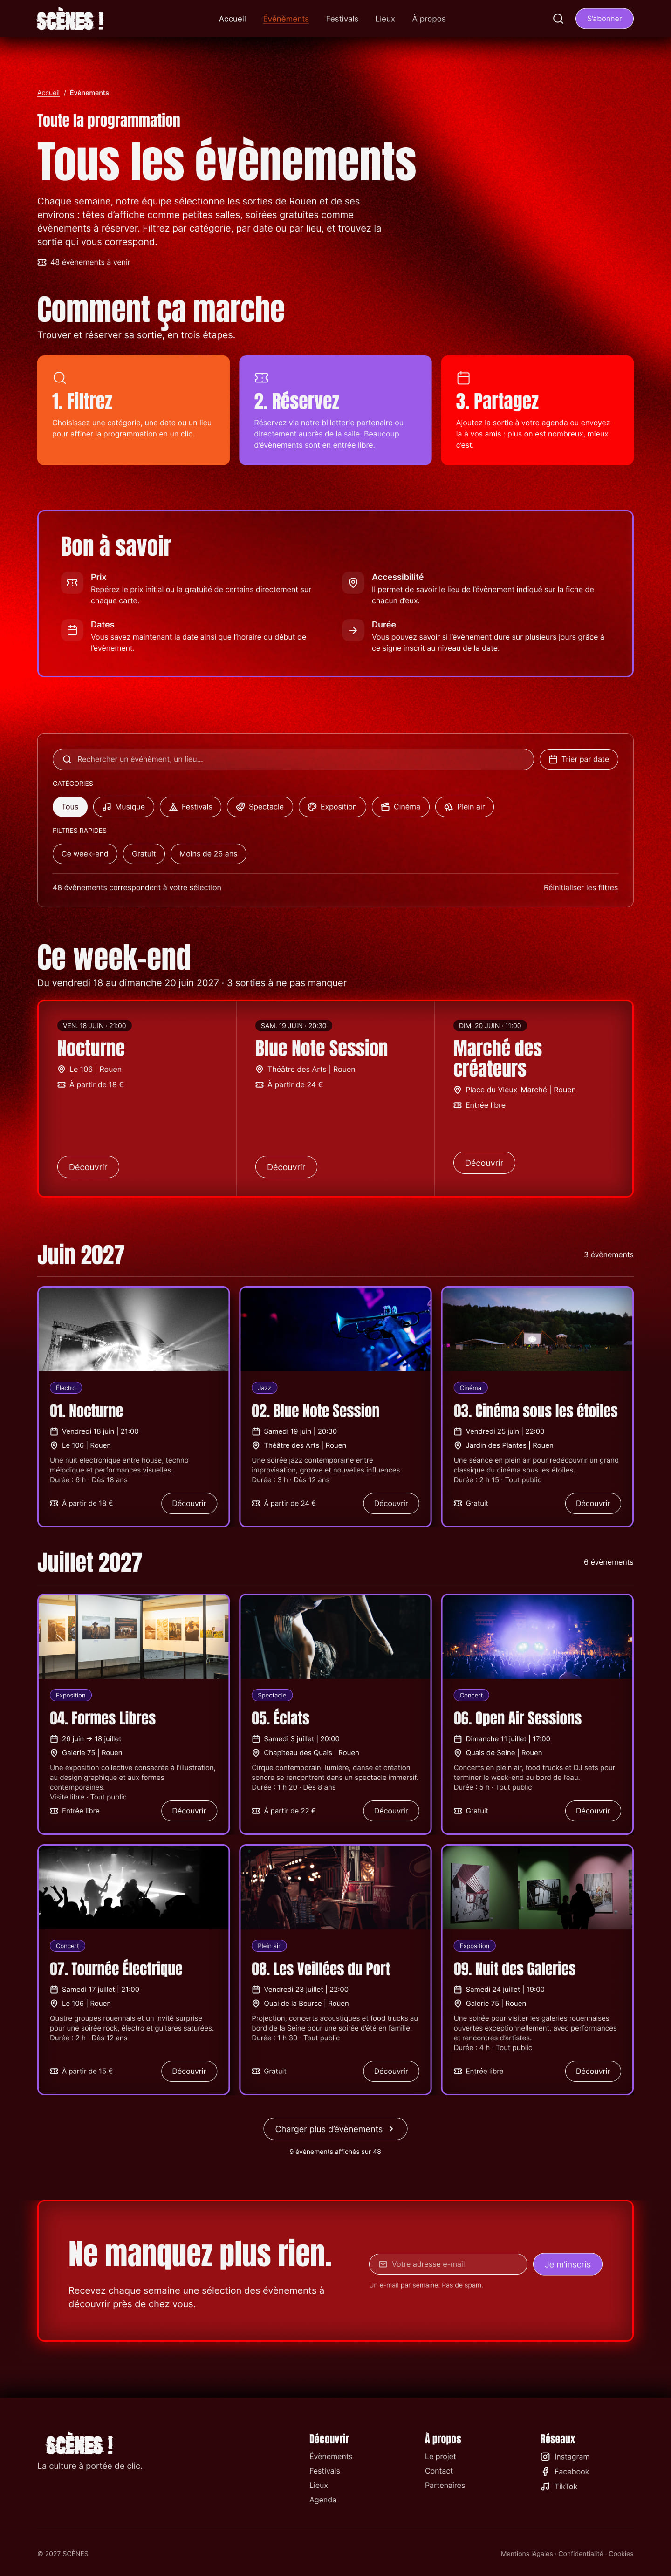 SCÈNES !
Accueil
Événements
Festivals
Lieux
À propos
S'abonner
Accueil / Évènements
Toute la programmation
Tous les évènements
Chaque semaine, notre équipe sélectionne les sorties de Rouen et de ses
environs : têtes d'affiche comme petites salles, soirées gratuites comme
évènements à réserver. Filtrez par catégorie, par date ou par lieu, et trouvez la
sortie qui vous correspond.
48 évènements à venir
Comment ça marche
Trouver et réserver sa sortie, en trois étapes.
1. Filtrez
Choisissez une catégorie, une date ou un lieu
pour affiner la programmation en un clic.
2. Réservez
Réservez via notre billetterie partenaire ou
directement auprès de la salle. Beaucoup
d'évènements sont en entrée libre.
3. Partagez
Ajoutez la sortie à votre agenda ou envoyez-
la à vos amis : plus on est nombreux, mieux
c'est.
Bon à savoir
Prix
Repérez le prix initial ou la gratuité de certains directement sur
chaque carte.
Accessibilité
Il permet de savoir le lieu de l'évènement indiqué sur la fiche de
chacun d'eux.
Dates
Vous savez maintenant la date ainsi que l'horaire du début de
l'évènement.
Durée
Vous pouvez savoir si l'évènement dure sur plusieurs jours grâce à
ce signe inscrit au niveau de la date.
Rechercher un événement, un lieu...
Trier par date
CATÉGORIES
Tous
Musique
Festivals
Spectacle
Exposition
Cinéma
Plein air
FILTRES RAPIDES
Ce week-end
Gratuit
Moins de 26 ans
48 évènements correspondent à votre sélection
Réinitialiser les filtres
Ce week-end
Du vendredi 18 au dimanche 20 juin 2027 · 3 sorties à ne pas manquer
VEN. 18 JUIN · 21:00
Nocturne
Le 106 | Rouen
À partir de 18 €
Découvrir
SAM. 19 JUIN · 20:30
Blue Note Session
Théâtre des Arts | Rouen
À partir de 24 €
Découvrir
DIM. 20 JUIN · 11:00
Marché des
créateurs
Place du Vieux-Marché | Rouen
Entrée libre
Découvrir
Juin 2027
3 évènements
Électro
01. Nocturne
Vendredi 18 juin | 21:00
Le 106 | Rouen
Une nuit électronique entre house, techno
mélodique et performances visuelles.
Durée : 6 h · Dès 18 ans
À partir de 18 €
Découvrir
Jazz
02. Blue Note Session
Samedi 19 juin | 20:30
Théâtre des Arts | Rouen
Une soirée jazz contemporaine entre
improvisation, groove et nouvelles influences.
Durée : 3 h · Dès 12 ans
À partir de 24 €
Découvrir
Cinéma
03. Cinéma sous les étoiles
Vendredi 25 juin | 22:00
Jardin des Plantes | Rouen
Une séance en plein air pour redécouvrir un grand
classique du cinéma sous les étoiles.
Durée : 2 h 15 · Tout public
Gratuit
Découvrir
Juillet 2027
6 évènements
Exposition
04. Formes Libres
26 juin → 18 juillet
Galerie 75 | Rouen
Une exposition collective consacrée à l'illustration,
au design graphique et aux formes
contemporaines.
Visite libre · Tout public
Entrée libre
Découvrir
Spectacle
05. Éclats
Samedi 3 juillet | 20:00
Chapiteau des Quais | Rouen
Cirque contemporain, lumière, danse et création
sonore se rencontrent dans un spectacle immersif.
Durée : 1 h 20 · Dès 8 ans
À partir de 22 €
Découvrir
Concert
06. Open Air Sessions
Dimanche 11 juillet | 17:00
Quais de Seine | Rouen
Concerts en plein air, food trucks et DJ sets pour
terminer le week-end au bord de l'eau.
Durée : 5 h · Tout public
Gratuit
Découvrir
Concert
07. Tournée Électrique
Samedi 17 juillet | 21:00
Le 106 | Rouen
Quatre groupes rouennais et un invité surprise
pour une soirée rock, électro et guitares saturées.
Durée : 2 h · Dès 12 ans
À partir de 15 €
Découvrir
Plein air
08. Les Veillées du Port
Vendredi 23 juillet | 22:00
Quai de la Bourse | Rouen
Projection, concerts acoustiques et food trucks au
bord de la Seine pour une soirée d'été en famille.
Durée : 1 h 30 · Tout public
Gratuit
Découvrir
Exposition
09. Nuit des Galeries
Samedi 24 juillet | 19:00
Galerie 75 | Rouen
Une soirée pour visiter les galeries rouennaises
ouvertes exceptionnellement, avec performances
et rencontres d'artistes.
Durée : 4 h · Tout public
Entrée libre
Découvrir
Charger plus d'évènements
9 évènements affichés sur 48
Ne manquez plus rien.
Recevez chaque semaine une sélection des évènements à
découvrir près de chez vous.
Votre adresse e-mail
Je m'inscris
Un e-mail par semaine. Pas de spam.
SCÈNES !
La culture à portée de clic.
Découvrir
Évènements
Festivals
Lieux
Agenda
À propos
Le projet
Contact
Partenaires
Réseaux
Instagram
Facebook
TikTok
© 2027 SCÈNES
Mentions légales · Confidentialité · Cookies